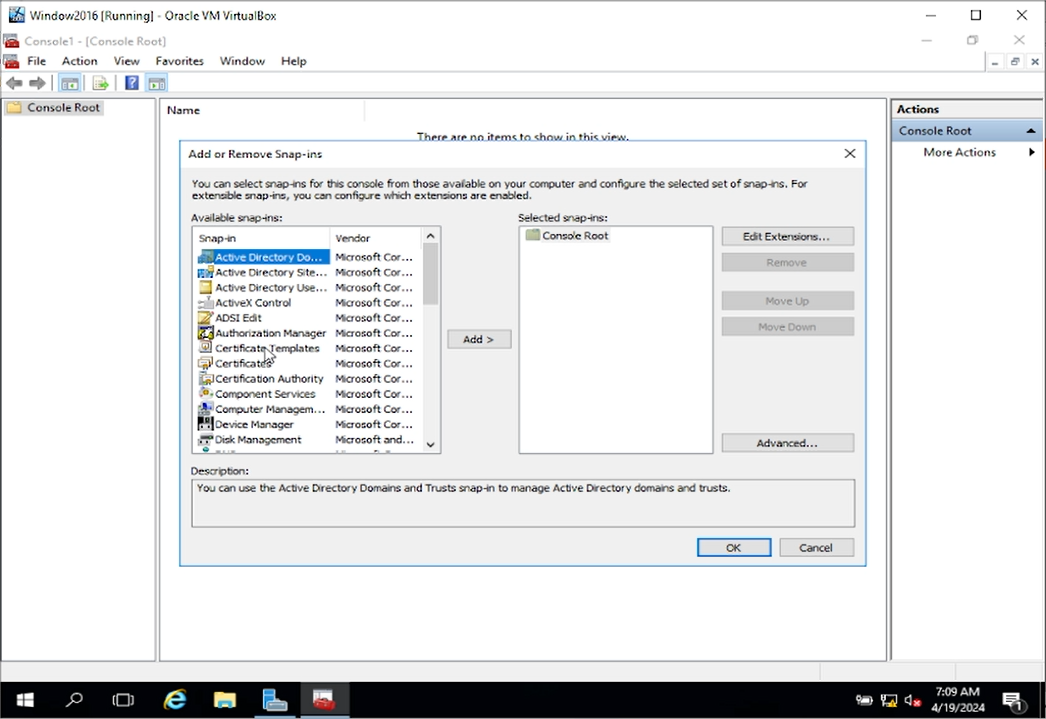 Window2016 [Running] - Oracle VM VirtualBox
Console1 - [Console Root]
File Action View Favorites Window Help
Console Root
Name
There are no items to show in this view.
Actions
Console Root
More Actions
Add or Remove Snap-ins
You can select snap-ins for this console from those available on your computer and configure the selected set of snap-ins. For
extensible snap-ins, you can configure which extensions are enabled.
Available snap-ins:
Snap-in Vendor
Active Directory Do... Microsoft Cor...
Active Directory Site... Microsoft Cor...
Active Directory Use... Microsoft Cor...
ActiveX Control Microsoft Cor...
ADSI Edit Microsoft Cor...
Authorization Manager Microsoft Cor...
Certificate Templates Microsoft Cor...
Certificates Microsoft Cor...
Certification Authority Microsoft Cor...
Component Services Microsoft Cor...
Computer Managem... Microsoft Cor...
Device Manager Microsoft Cor...
Disk Management Microsoft and...
Add >
Selected snap-ins:
Console Root
Edit Extensions...
Remove
Move Up
Move Down
Advanced...
Description:
You can use the Active Directory Domains and Trusts snap-in to manage Active Directory domains and trusts.
OK
Cancel
7:09 AM
4/19/2024
1